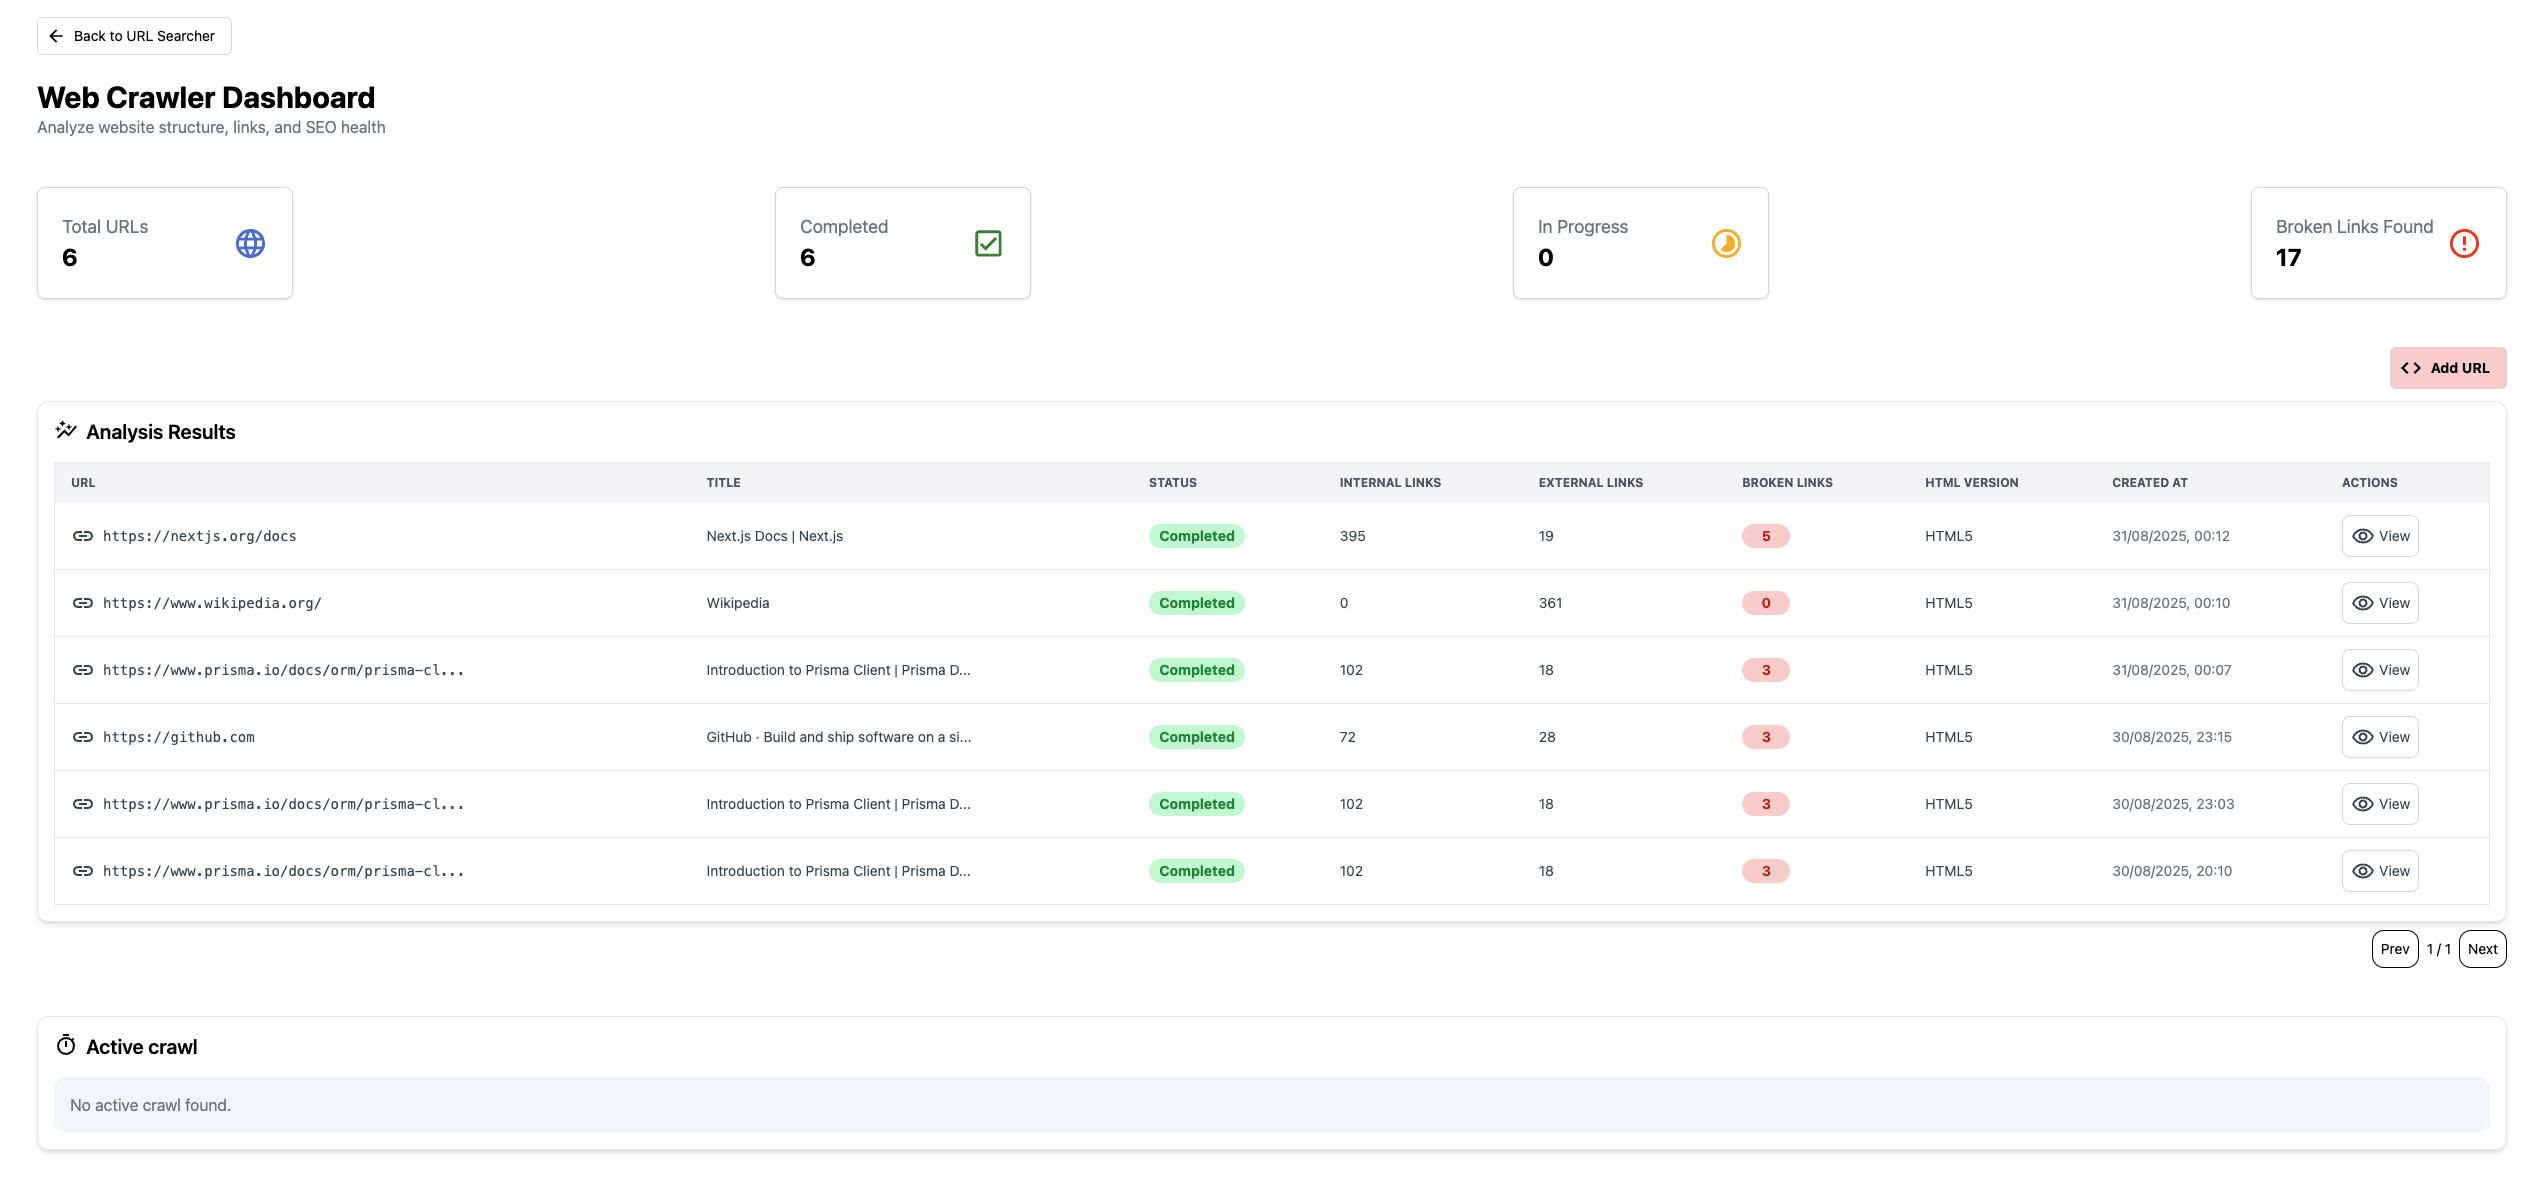 Back to URL Searcher
Web Crawler Dashboard
Analyze website structure, links, and SEO health
Total URLs
6
Completed
6
In Progress
0
Broken Links Found
17
Add URL
Analysis Results
URL TITLE STATUS INTERNAL LINKS EXTERNAL LINKS BROKEN LINKS HTML VERSION CREATED AT ACTIONS
https://nextjs.org/docs Next.js Docs | Next.js Completed 395 19 5 HTML5 31/08/2025, 00:12 View
https://www.wikipedia.org/ Wikipedia Completed 0 361 0 HTML5 31/08/2025, 00:10 View
https://www.prisma.io/docs/orm/prisma-cl... Introduction to Prisma Client | Prisma D... Completed 102 18 3 HTML5 31/08/2025, 00:07 View
https://github.com GitHub · Build and ship software on a si... Completed 72 28 3 HTML5 30/08/2025, 23:15 View
https://www.prisma.io/docs/orm/prisma-cl... Introduction to Prisma Client | Prisma D... Completed 102 18 3 HTML5 30/08/2025, 23:03 View
https://www.prisma.io/docs/orm/prisma-cl... Introduction to Prisma Client | Prisma D... Completed 102 18 3 HTML5 30/08/2025, 20:10 View
Prev 1 / 1 Next
Active crawl
No active crawl found.